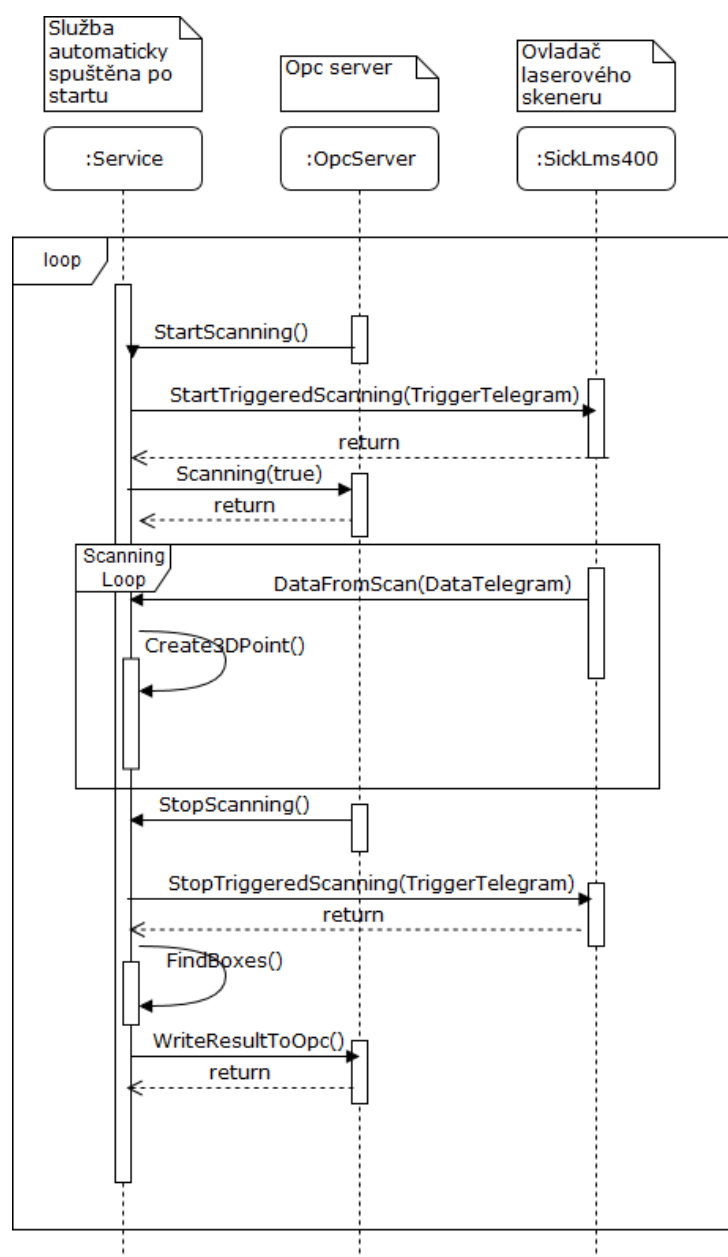 Služba
automaticky
spuštěna po
startu
Opc server
Ovladač
laserového
skeneru
:Service
:OpcServer
:SickLms400
loop
StartScanning()
StartTriggeredScanning(TriggerTelegram)
return
Scanning(true)
return
Scanning
Loop
DataFromScan(DataTelegram)
Create3DPoint()
StopScanning()
StopTriggeredScanning(TriggerTelegram)
return
FindBoxes()
WriteResultToOpc()
return